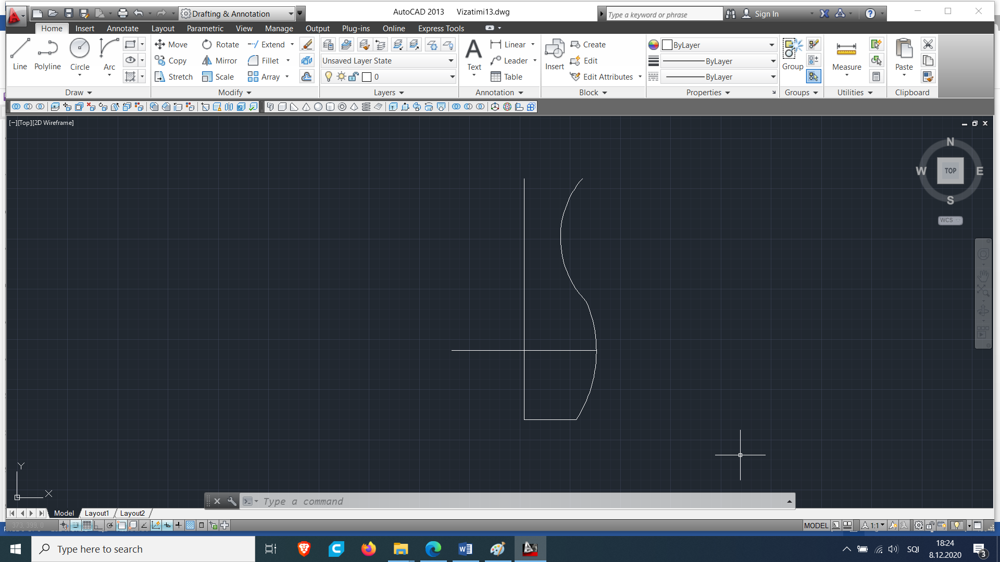 Drafting & Annotation
AutoCAD 2013 Vizatimi13.dwg
Type a keyword or phrase
Sign In
Home Insert Annotate Layout Parametric View Manage Output Plug-ins Online Express Tools
Line Polyline Circle Arc
Move Rotate Extend
Copy Mirror Fillet
Stretch Scale Array
Unsaved Layer State
0
Text
Linear
Leader
Table
Insert
Create
Edit
Edit Attributes
ByLayer
ByLayer
ByLayer
Group
Measure
Paste
Draw Modify Layers Annotation Block Properties Groups Utilities Clipboard
[−][Top][2D Wireframe]
N
W TOP E
S
WCS
Y
X
Type a command
Model Layout1 Layout2
373, 399, 0
MODEL 1:1
Type here to search
SQI
18:24
8.12.2020
3